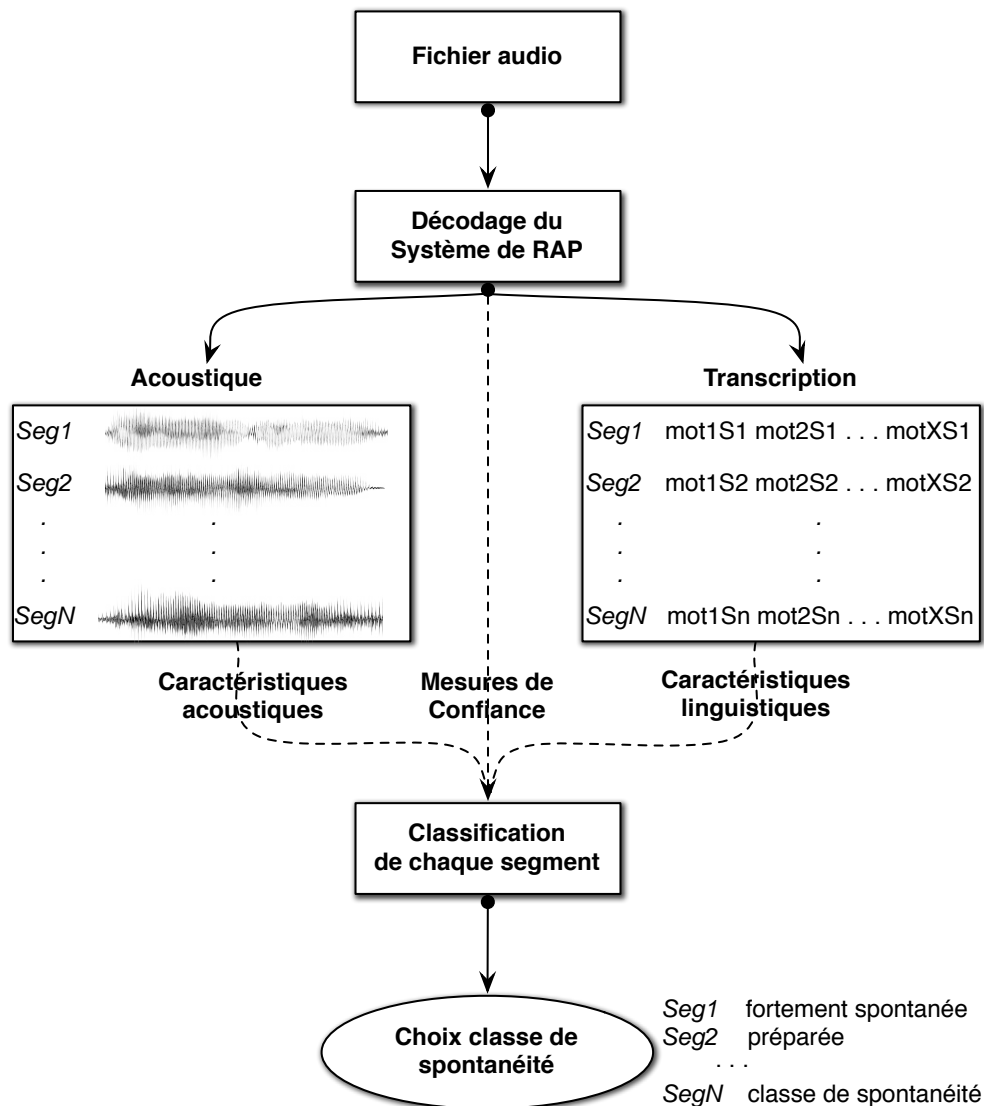 Fichier audio
Décodage du
Système de RAP
Acoustique
Seg1
Seg2
.
.
.
.
.
.
SegN
Transcription
Seg1 mot1S1 mot2S1 . . . motXS1
Seg2 mot1S2 mot2S2 . . . motXS2
. .
. .
. .
SegN mot1Sn mot2Sn . . . motXSn
Caractéristiques
acoustiques
Mesures de
Confiance
Caractéristiques
linguistiques
Classification
de chaque segment
Choix classe de
spontanéité
Seg1 fortement spontanée
Seg2 préparée
. . .
SegN classe de spontanéité